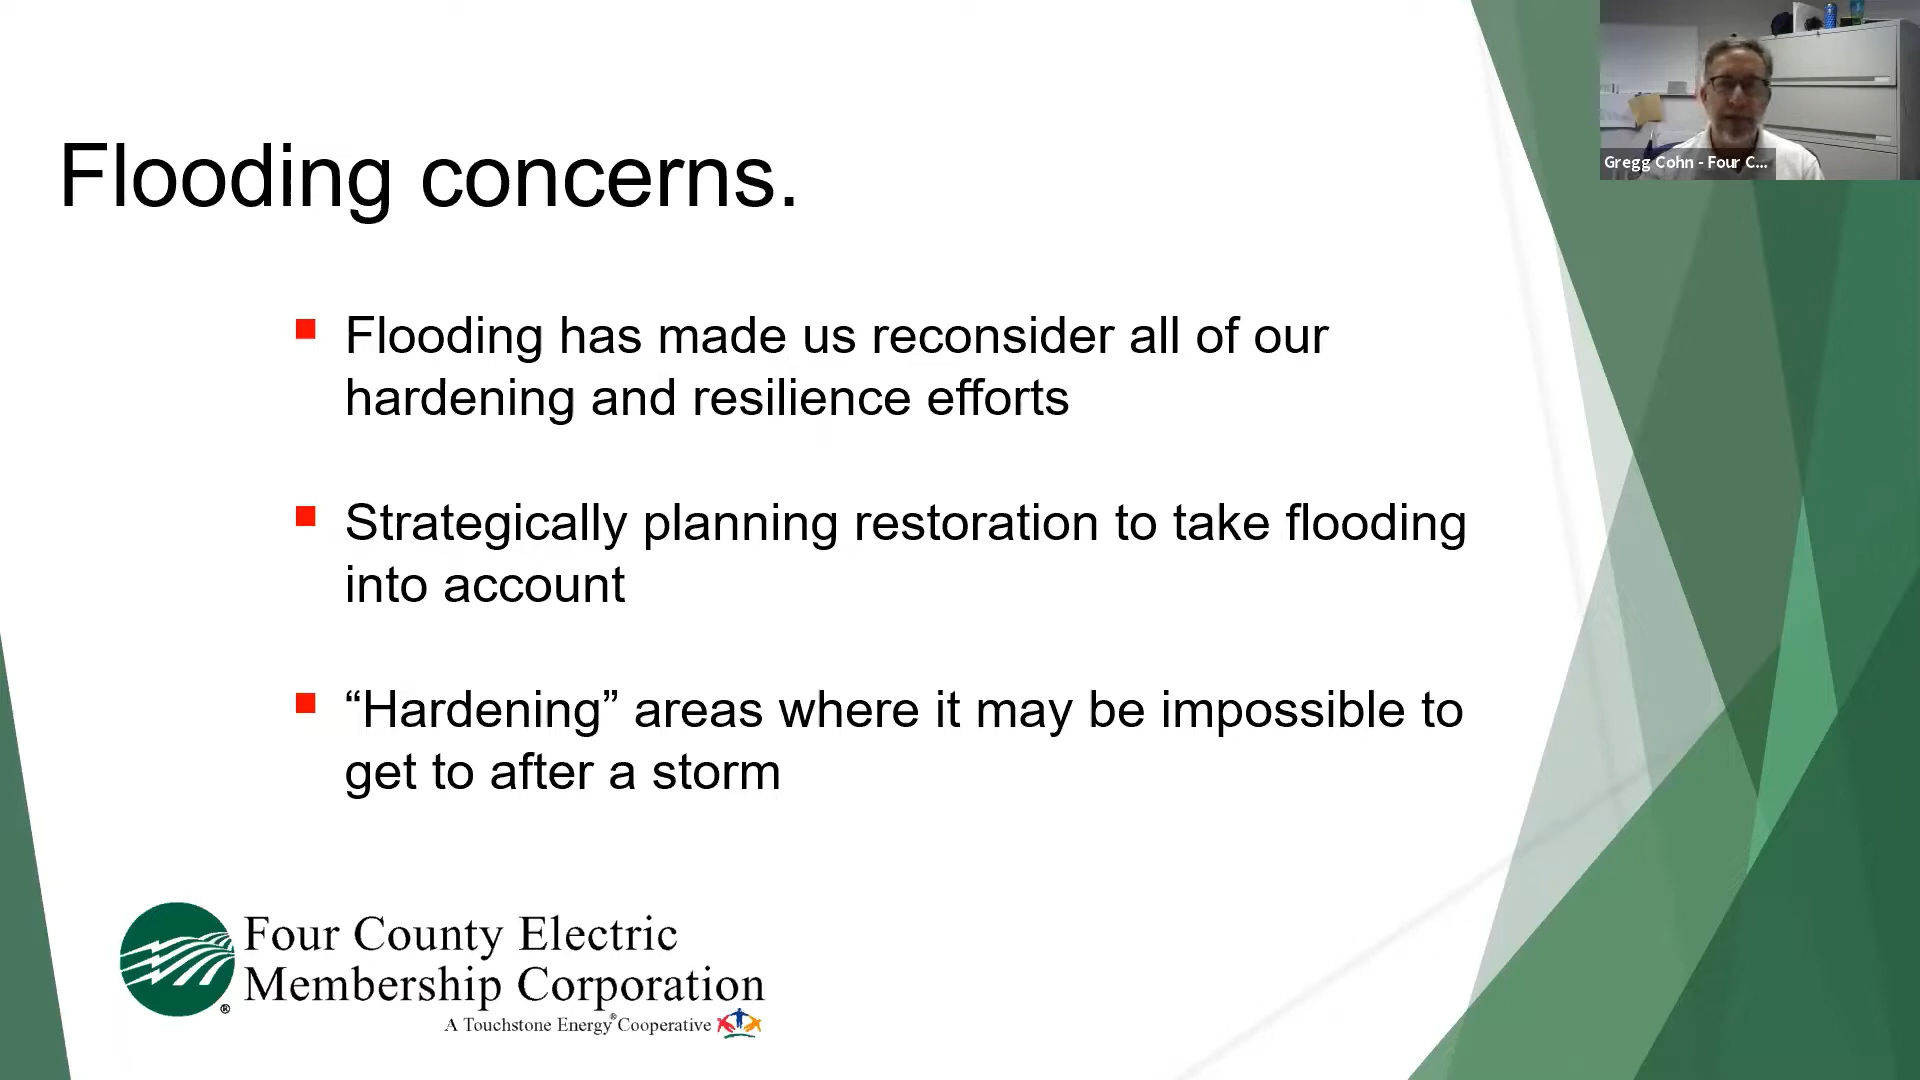 Gregg Cohn - Four C...
Flooding concerns.
▪ Flooding has made us reconsider all of our
hardening and resilience efforts
▪ Strategically planning restoration to take flooding
into account
▪ “Hardening” areas where it may be impossible to
get to after a storm
Four County Electric
Membership Corporation
®
A Touchstone Energy® Cooperative